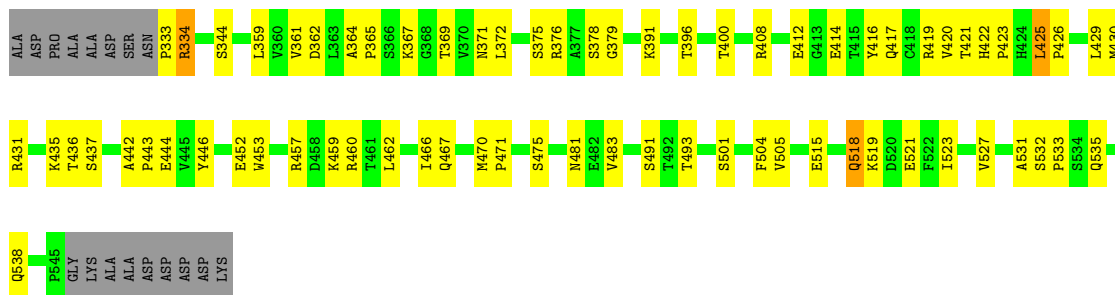 ALA ASP PRO ALA ALA ASP SER ASN P333 R334 S344 L359 V360 V361 D362 L363 A364 P365 S366 K367 G368 T369 V370 N371 L372 S375 R376 A377 S378 G379 K391 T396 T400 R408 E412 G413 E414 T415 Y416 Q417 C418 R419 V420 T421 H422 P423 H424 L425 P426 L429 M430
R431 K435 T436 S437 A442 P443 E444 V445 Y446 E452 W453 R457 D458 K459 R460 T461 L462 I466 Q467 M470 P471 S475 N481 E482 V483 S491 T492 T493 S501 F504 V505 E515 Q518 K519 D520 E521 F522 I523 V527 A531 S532 P533 S534 Q535
Q538 P545 GLY LYS ALA ALA ASP ASP ASP ASP LYS